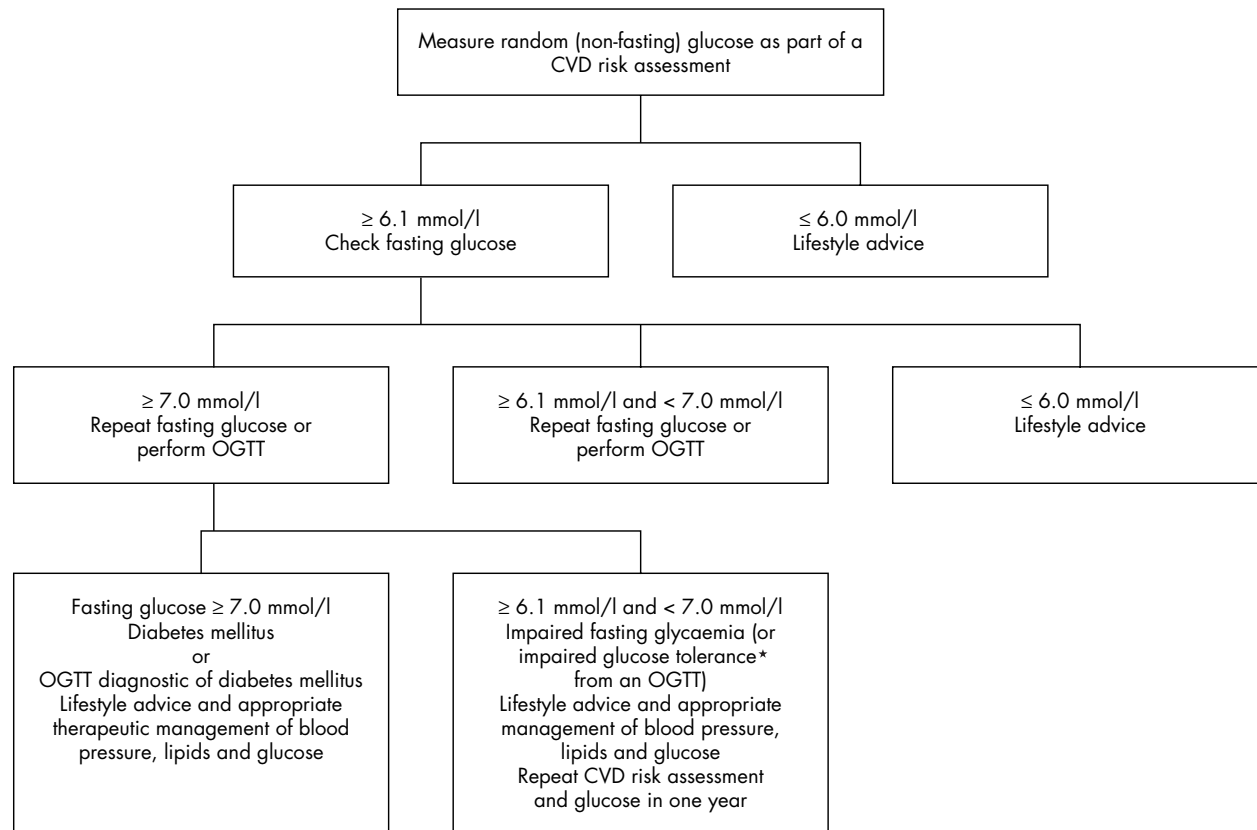 Measure random (non-fasting) glucose as part of a
CVD risk assessment
≥ 6.1 mmol/l
Check fasting glucose
≤ 6.0 mmol/l
Lifestyle advice
≥ 7.0 mmol/l
Repeat fasting glucose or
perform OGTT
≥ 6.1 mmol/l and < 7.0 mmol/l
Repeat fasting glucose or
perform OGTT
≤ 6.0 mmol/l
Lifestyle advice
Fasting glucose ≥ 7.0 mmol/l
Diabetes mellitus
or
OGTT diagnostic of diabetes mellitus
Lifestyle advice and appropriate
therapeutic management of blood
pressure, lipids and glucose
≥ 6.1 mmol/l and < 7.0 mmol/l
Impaired fasting glycaemia (or
impaired glucose tolerance★
from an OGTT)
Lifestyle advice and appropriate
management of blood pressure,
lipids and glucose
Repeat CVD risk assessment
and glucose in one year